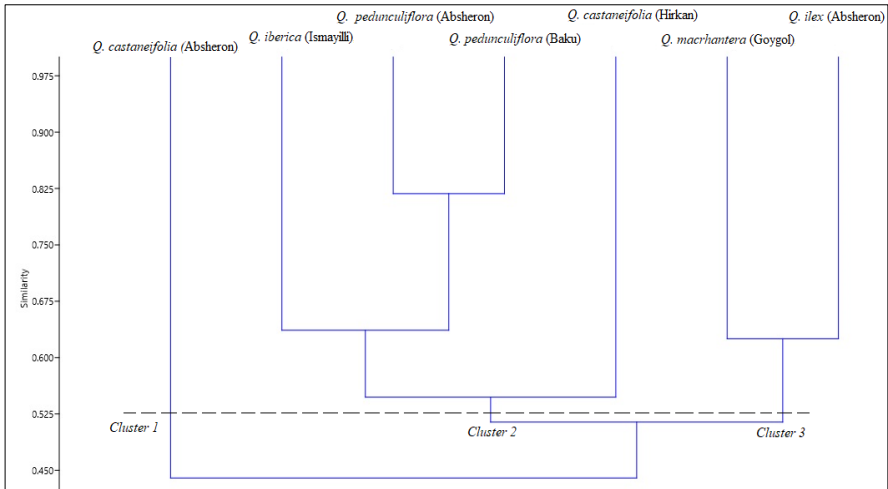 Q. castaneifolia (Absheron)
Q. iberica (Ismayilli)
Q. pedunculiflora (Absheron)
Q. pedunculiflora (Baku)
Q. castaneifolia (Hirkan)
Q. macrhantera (Goygol)
Q. ilex (Absheron)
0.975
0.900
0.825
0.750
0.675
0.600
0.525
0.450
Similarity
Cluster 1
Cluster 2
Cluster 3